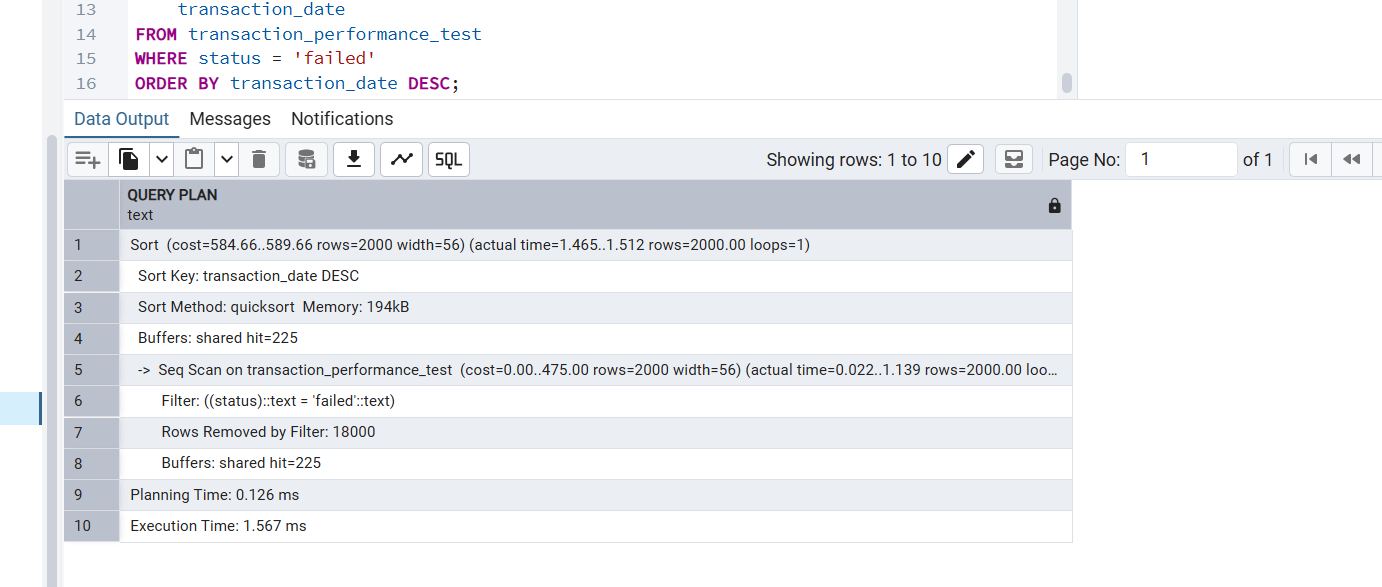 13 transaction_date
14 FROM transaction_performance_test
15 WHERE status = 'failed'
16 ORDER BY transaction_date DESC;
Data Output Messages Notifications
SQL Showing rows: 1 to 10 Page No: 1 of 1
QUERY PLAN
text
1 Sort (cost=584.66..589.66 rows=2000 width=56) (actual time=1.465..1.512 rows=2000.00 loops=1)
2 Sort Key: transaction_date DESC
3 Sort Method: quicksort Memory: 194kB
4 Buffers: shared hit=225
5 -> Seq Scan on transaction_performance_test (cost=0.00..475.00 rows=2000 width=56) (actual time=0.022..1.139 rows=2000.00 loo...
6 Filter: ((status)::text = 'failed'::text)
7 Rows Removed by Filter: 18000
8 Buffers: shared hit=225
9 Planning Time: 0.126 ms
10 Execution Time: 1.567 ms